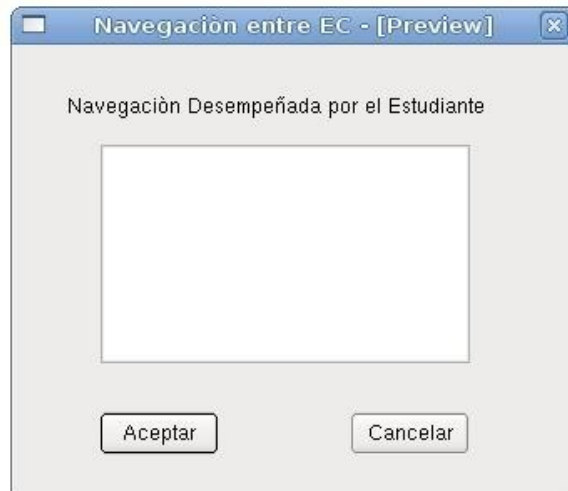 Navegaciòn entre EC - [Preview]
Navegaciòn Desempeñada por el Estudiante
Aceptar
Cancelar